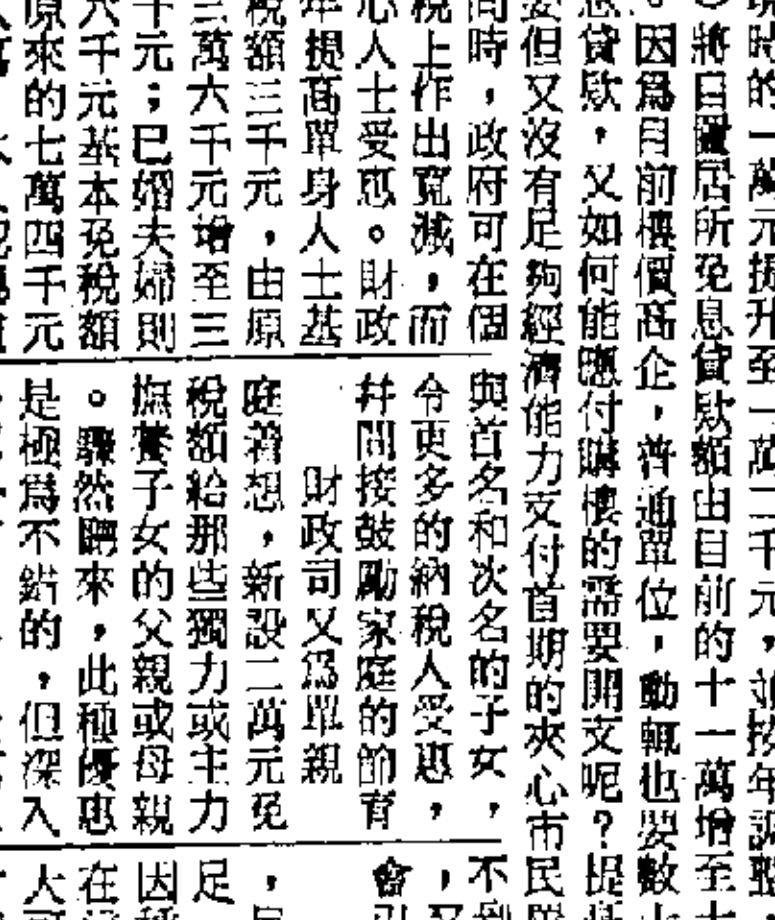 時的一萬元提升至一萬二千元，並按年調整
將自置居所免息貸款額由目前的十一萬增至
。因為目前樓價高企，普通單位，動輒也要數
息貸款，又如何能應付購樓的需要開支呢？提
但又沒有足夠經濟能力支付首期的夾心市民
同時，政府可在個
稅上作出寬減，而
心人士受惠。財政
年提高單身人士基
稅額三千元，由原
三萬六千元增至三
千元；已婚夫婦則
六千元基本免稅額
原來的七萬四千元
與首名和次名的子女，
令更多的納稅人受惠，
幷間接鼓勵家庭的節育
財政司又為單親
庭着想，新設二萬元免
稅額給那些獨力或主力
撫養子女的父親或母親
。驟然聽來，此種優惠
是極為不錯的，但深入
不
，
會
，
足
因
在
大